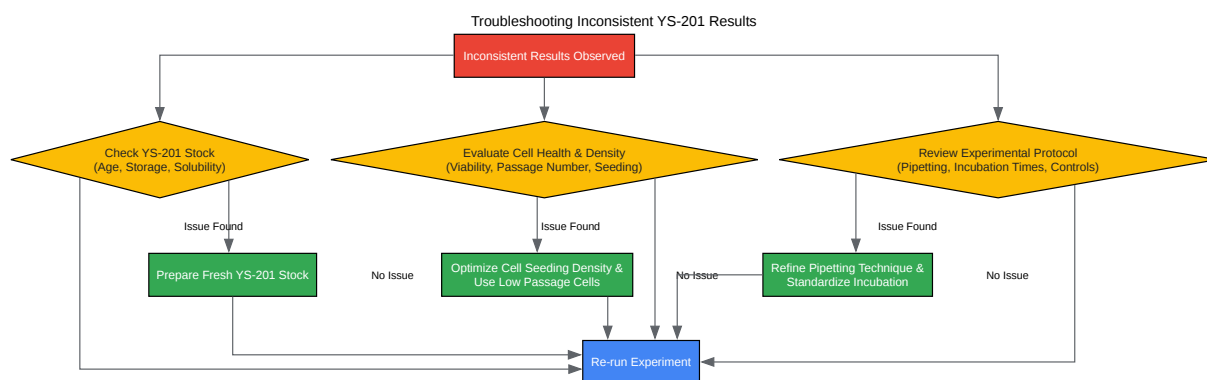 Troubleshooting Inconsistent YS-201 Results
Inconsistent Results Observed
Check YS-201 Stock
(Age, Storage, Solubility)
Evaluate Cell Health & Density
(Viability, Passage Number, Seeding)
Review Experimental Protocol
(Pipetting, Incubation Times, Controls)
Issue Found
Issue Found
Issue Found
Prepare Fresh YS-201 Stock
No Issue
Optimize Cell Seeding Density &
Use Low Passage Cells
No Issue
Refine Pipetting Technique &
Standardize Incubation
No Issue
Re-run Experiment